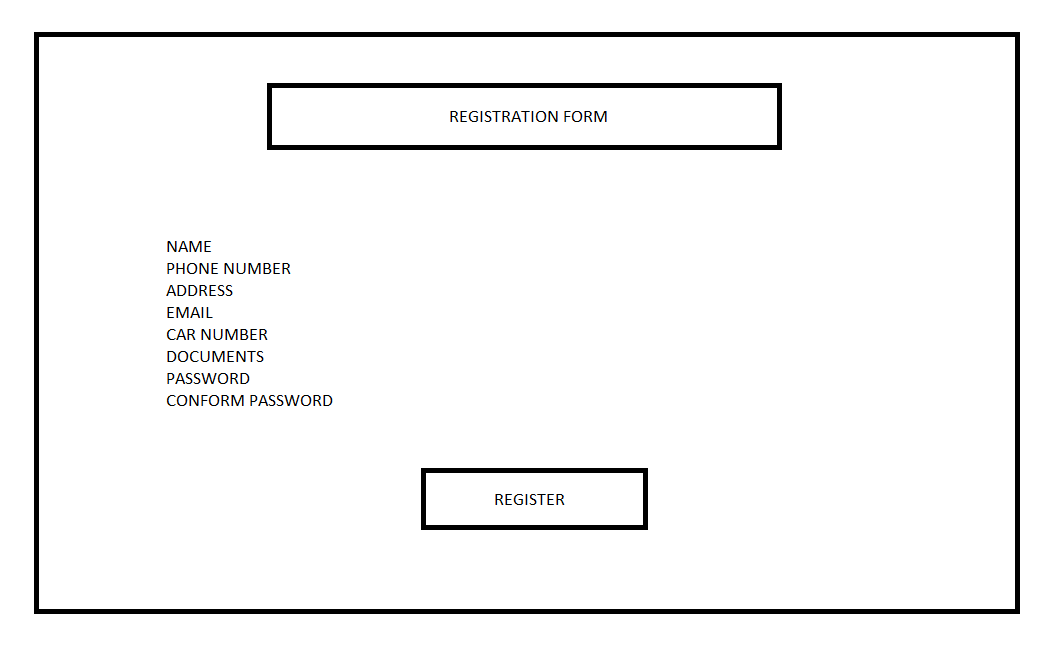 REGISTRATION FORM
NAME
PHONE NUMBER
ADDRESS
EMAIL
CAR NUMBER
DOCUMENTS
PASSWORD
CONFORM PASSWORD
REGISTER